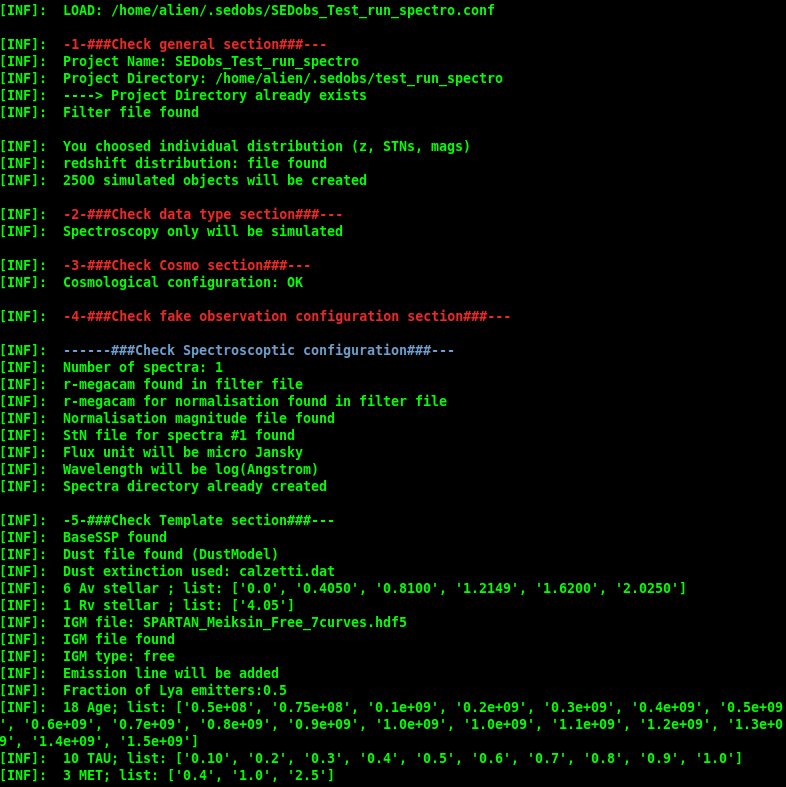 [INF]:  LOAD: /home/alien/.sedobs/SEDobs_Test_run_spectro.conf
[INF]:  -1-###Check general section###---
[INF]:  Project Name: SEDobs_Test_run_spectro
[INF]:  Project Directory: /home/alien/.sedobs/test_run_spectro
[INF]:  ----> Project Directory already exists
[INF]:  Filter file found
[INF]:  You choosed individual distribution (z, STNs, mags)
[INF]:  redshift distribution: file found
[INF]:  2500 simulated objects will be created
[INF]:  -2-###Check data type section###---
[INF]:  Spectroscopy only will be simulated
[INF]:  -3-###Check Cosmo section###---
[INF]:  Cosmological configuration: OK
[INF]:  -4-###Check fake observation configuration section###---
[INF]:  ------###Check Spectroscoptic configuration###---
[INF]:  Number of spectra: 1
[INF]:  r-megacam found in filter file
[INF]:  r-megacam for normalisation found in filter file
[INF]:  Normalisation magnitude file found
[INF]:  StN file for spectra #1 found
[INF]:  Flux unit will be micro Jansky
[INF]:  Wavelength will be log(Angstrom)
[INF]:  Spectra directory already created
[INF]:  -5-###Check Template section###---
[INF]:  BaseSSP found
[INF]:  Dust file found (DustModel)
[INF]:  Dust extinction used: calzetti.dat
[INF]:  6 Av stellar ; list: ['0.0', '0.4050', '0.8100', '1.2149', '1.6200', '2.0250']
[INF]:  1 Rv stellar ; list: ['4.05']
[INF]:  IGM file: SPARTAN_Meiksin_Free_7curves.hdf5
[INF]:  IGM file found
[INF]:  IGM type: free
[INF]:  Emission line will be added
[INF]:  Fraction of Lya emitters:0.5
[INF]:  18 Age; list: ['0.5e+08', '0.75e+08', '0.1e+09', '0.2e+09', '0.3e+09', '0.4e+09', '0.5e+09
', '0.6e+09', '0.7e+09', '0.8e+09', '0.9e+09', '1.0e+09', '1.0e+09', '1.1e+09', '1.2e+09', '1.3e+0
9', '1.4e+09', '1.5e+09']
[INF]:  10 TAU; list: ['0.10', '0.2', '0.3', '0.4', '0.5', '0.6', '0.7', '0.8', '0.9', '1.0']
[INF]:  3 MET; list: ['0.4', '1.0', '2.5']